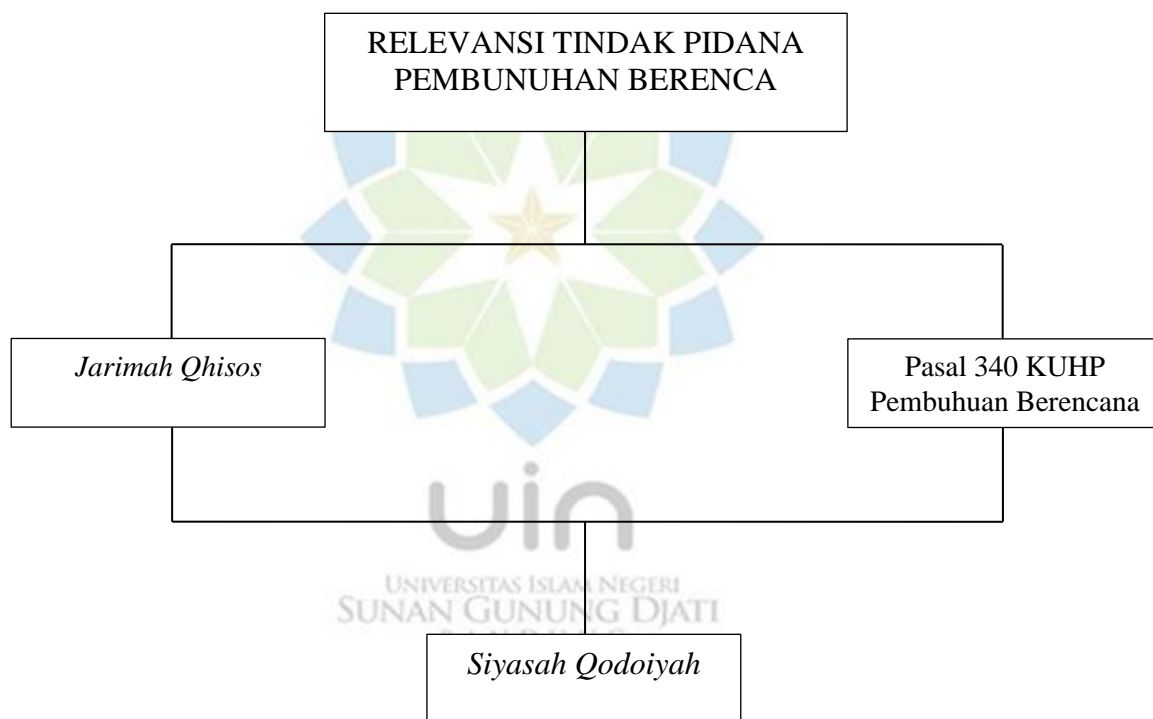 RELEVANSI TINDAK PIDANA
PEMBUNUHAN BERENCA
Jarimah Qhisos
Pasal 340 KUHP
Pembuhuan Berencana
uin
UNIVERSITAS ISLAM NEGERI
SUNAN GUNUNG DJATI
Siyasah Qodoiyah